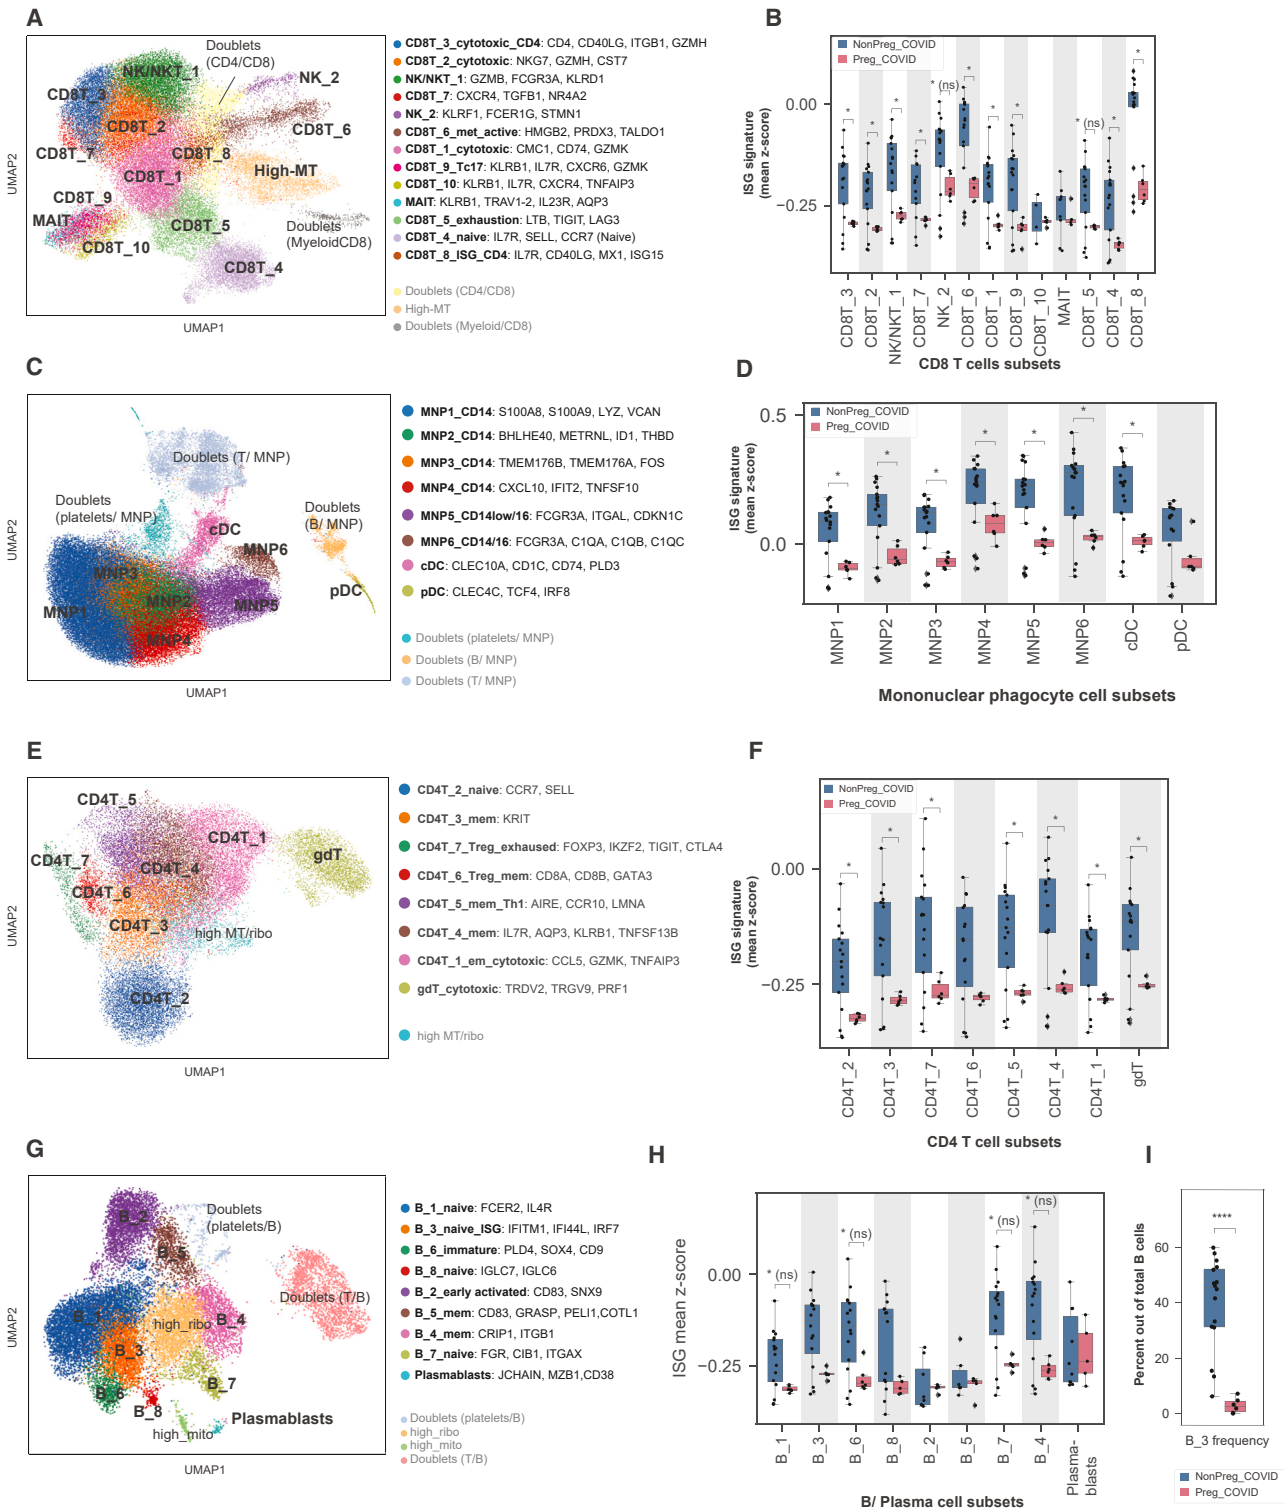 A
UMAP2
UMAP1
NK/NKT_1
Doublets
(CD4/CD8)
NK_2
CD8T_3
CD8T_2
CD8T_6
CD8T_7
CD8T_8
CD8T_1
High-MT
CD8T_9
MAIT
CD8T_5
CD8T_10
Doublets
(MyeloidCD8)
CD8T_4
CD8T_3_cytotoxic_CD4: CD4, CD40LG, ITGB1, GZMH
CD8T_2_cytotoxic: NKG7, GZMH, CST7
NK/NKT_1: GZMB, FCGR3A, KLRD1
CD8T_7: CXCR4, TGFB1, NR4A2
NK_2: KLRF1, FCER1G, STMN1
CD8T_6_met_active: HMGB2, PRDX3, TALDO1
CD8T_1_cytotoxic: CMC1, CD74, GZMK
CD8T_9_Tc17: KLRB1, IL7R, CXCR6, GZMK
CD8T_10: KLRB1, IL7R, CXCR4, TNFAIP3
MAIT: KLRB1, TRAV1-2, IL23R, AQP3
CD8T_5_exhaustion: LTB, TIGIT, LAG3
CD8T_4_naive: IL7R, SELL, CCR7 (Naive)
CD8T_8_ISG_CD4: IL7R, CD40LG, MX1, ISG15
Doublets (CD4/CD8)
High-MT
Doublets (Myeloid/CD8)
B
NonPreg_COVID
Preg_COVID
ISG signature
(mean z-score)
0.00
−0.25
* * * * * (ns) * * * * (ns) * *
CD8T_3
CD8T_2
NK/NKT_1
CD8T_7
NK_2
CD8T_6
CD8T_1
CD8T_9
CD8T_10
MAIT
CD8T_5
CD8T_4
CD8T_8
CD8 T cells subsets
C
UMAP2
UMAP1
Doublets (T/ MNP)
Doublets
(platelets/ MNP)
cDC
Doublets
(B/ MNP)
MNP6
MNP3
MNP2
MNP5
MNP1
MNP4
pDC
MNP1_CD14: S100A8, S100A9, LYZ, VCAN
MNP2_CD14: BHLHE40, METRNL, ID1, THBD
MNP3_CD14: TMEM176B, TMEM176A, FOS
MNP4_CD14: CXCL10, IFIT2, TNFSF10
MNP5_CD14low/16: FCGR3A, ITGAL, CDKN1C
MNP6_CD14/16: FCGR3A, C1QA, C1QB, C1QC
cDC: CLEC10A, CD1C, CD74, PLD3
pDC: CLEC4C, TCF4, IRF8
Doublets (platelets/ MNP)
Doublets (B/ MNP)
Doublets (T/ MNP)
D
NonPreg_COVID
Preg_COVID
ISG signature
(mean z-score)
0.5
0.0
* * * * * * *
MNP1
MNP2
MNP3
MNP4
MNP5
MNP6
cDC
pDC
Mononuclear phagocyte cell subsets
E
UMAP2
UMAP1
CD4T_5
CD4T_1
CD4T_7
CD4T_4
gdT
CD4T_6
CD4T_3
high MT/ribo
CD4T_2
CD4T_2_naive: CCR7, SELL
CD4T_3_mem: KRIT
CD4T_7_Treg_exhaused: FOXP3, IKZF2, TIGIT, CTLA4
CD4T_6_Treg_mem: CD8A, CD8B, GATA3
CD4T_5_mem_Th1: AIRE, CCR10, LMNA
CD4T_4_mem: IL7R, AQP3, KLRB1, TNFSF13B
CD4T_1_em_cytotoxic: CCL5, GZMK, TNFAIP3
gdT_cytotoxic: TRDV2, TRGV9, PRF1
high MT/ribo
F
NonPreg_COVID
Preg_COVID
ISG signature
(mean z-score)
0.00
−0.25
* * * * * * *
CD4T_2
CD4T_3
CD4T_7
CD4T_6
CD4T_5
CD4T_4
CD4T_1
gdT
CD4 T cell subsets
G
UMAP2
UMAP1
B_2
Doublets
(platelets/B)
B_5
Doublets (T/B)
B_1
high_ribo
B_4
B_3
B_6
B_7
B_8
Plasmablasts
high_mito
B_1_naive: FCER2, IL4R
B_3_naive_ISG: IFITM1, IFI44L, IRF7
B_6_immature: PLD4, SOX4, CD9
B_8_naive: IGLC7, IGLC6
B_2_early activated: CD83, SNX9
B_5_mem: CD83, GRASP, PELI1,COTL1
B_4_mem: CRIP1, ITGB1
B_7_naive: FGR, CIB1, ITGAX
Plasmablasts: JCHAIN, MZB1,CD38
Doublets (platelets/B)
high_ribo
high_mito
Doublets (T/B)
H
ISG mean z-score
0.00
−0.25
* (ns) * (ns) * (ns) * (ns)
B_1
B_3
B_6
B_8
B_2
B_5
B_7
B_4
Plasma-
blasts
B/ Plasma cell subsets
I
Percent out of total B cells
60
40
20
0
****
B_3 frequency
NonPreg_COVID
Preg_COVID